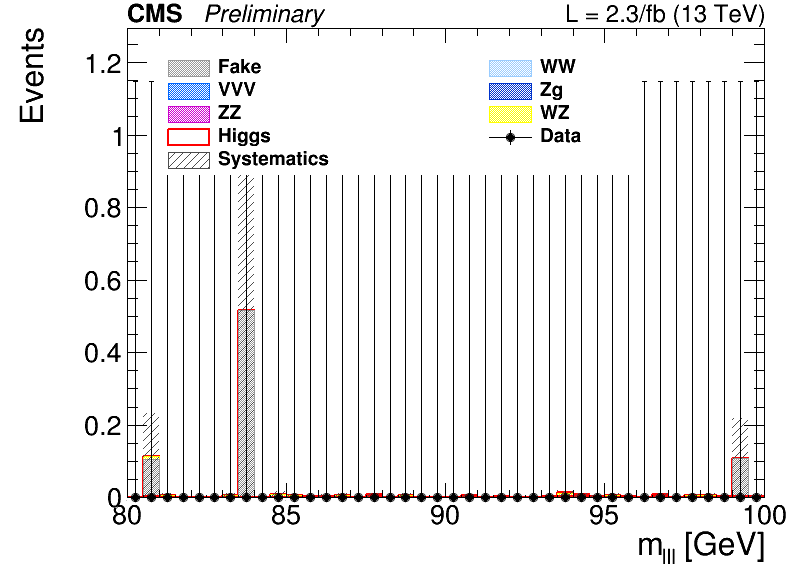 CMS Preliminary L = 2.3/fb (13 TeV)
Events
Fake
VVV
ZZ
Higgs
Systematics
WW
Zg
WZ
Data
1.2
1
0.8
0.6
0.4
0.2
0
80 85 90 95 100
m_lll [GeV]